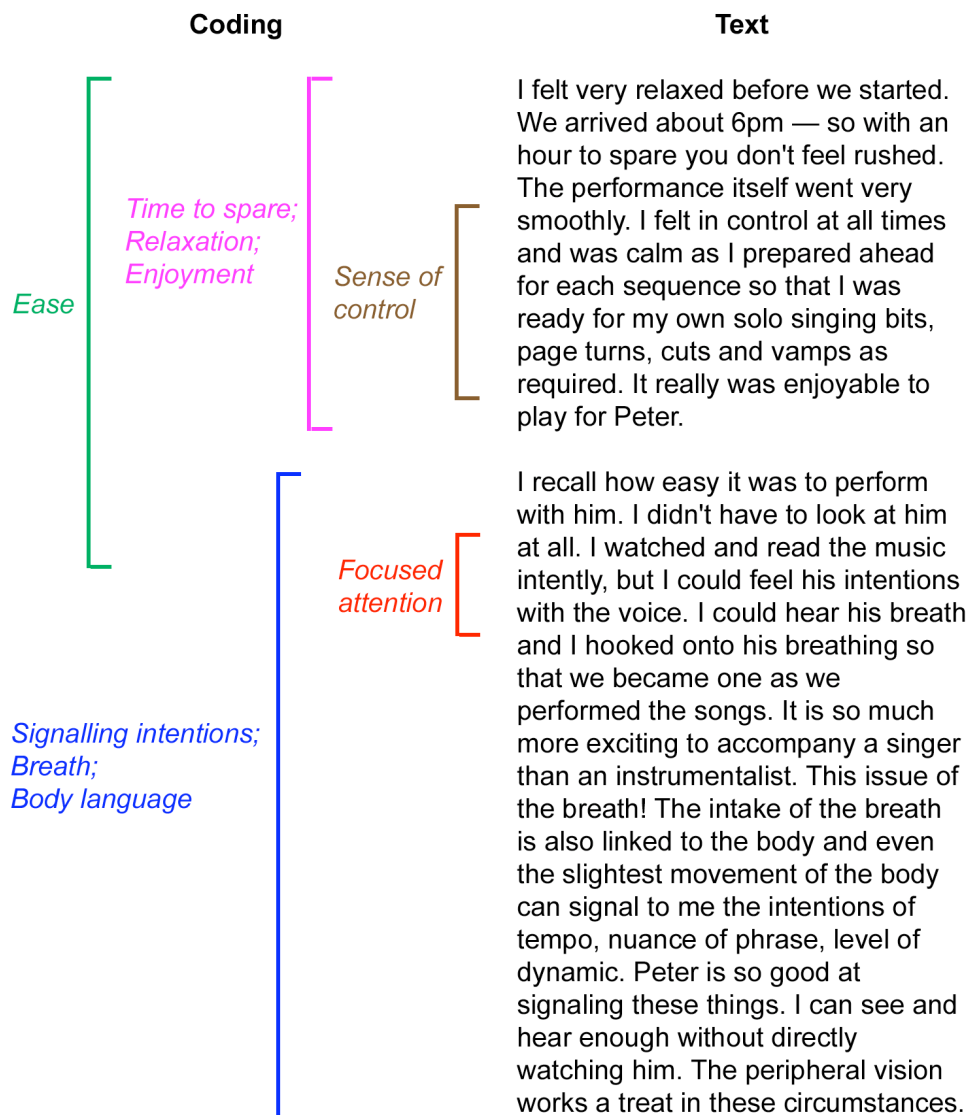 Coding
Text
Ease
Time to spare;
Relaxation;
Enjoyment
Sense of
control
I felt very relaxed before we started.
We arrived about 6pm — so with an
hour to spare you don't feel rushed.
The performance itself went very
smoothly. I felt in control at all times
and was calm as I prepared ahead
for each sequence so that I was
ready for my own solo singing bits,
page turns, cuts and vamps as
required. It really was enjoyable to
play for Peter.
Signalling intentions;
Breath;
Body language
Focused
attention
I recall how easy it was to perform
with him. I didn't have to look at him
at all. I watched and read the music
intently, but I could feel his intentions
with the voice. I could hear his breath
and I hooked onto his breathing so
that we became one as we
performed the songs. It is so much
more exciting to accompany a singer
than an instrumentalist. This issue of
the breath! The intake of the breath
is also linked to the body and even
the slightest movement of the body
can signal to me the intentions of
tempo, nuance of phrase, level of
dynamic. Peter is so good at
signaling these things. I can see and
hear enough without directly
watching him. The peripheral vision
works a treat in these circumstances.